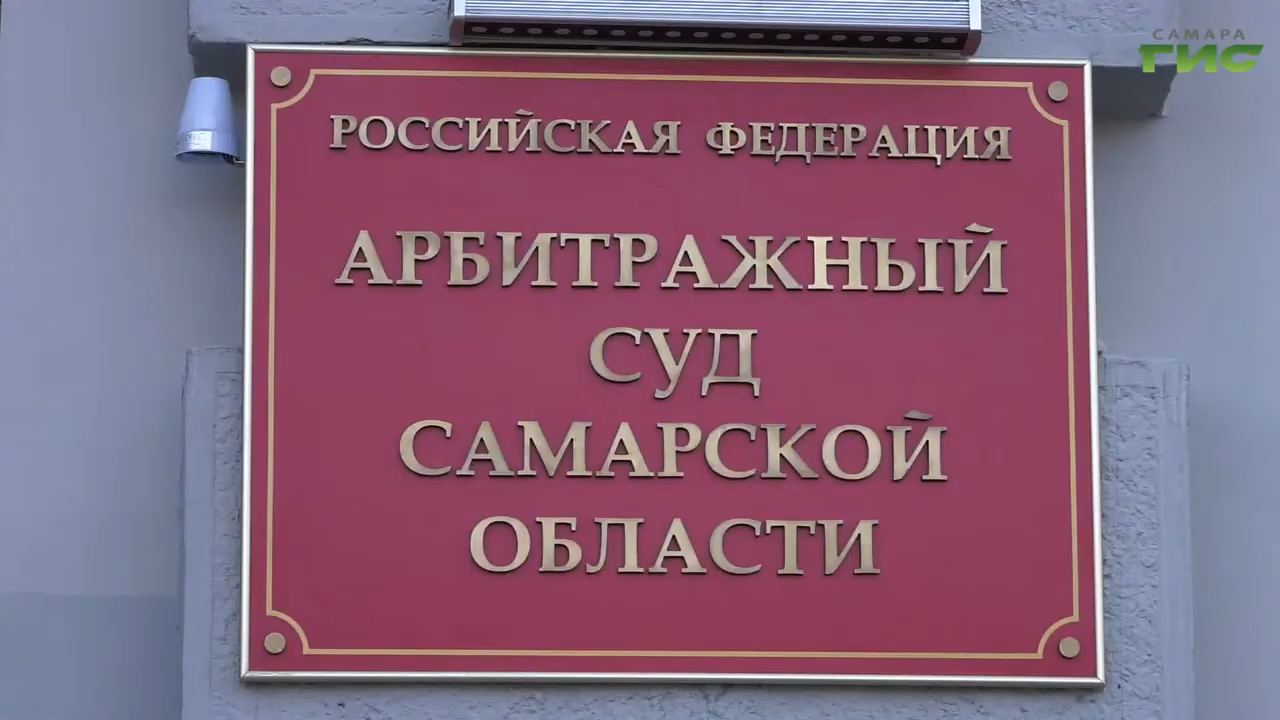 САМАРА
ГИС
РОССИЙСКАЯ ФЕДЕРАЦИЯ
АРБИТРАЖНЫЙ
СУД
САМАРСКОЙ
ОБЛАСТИ